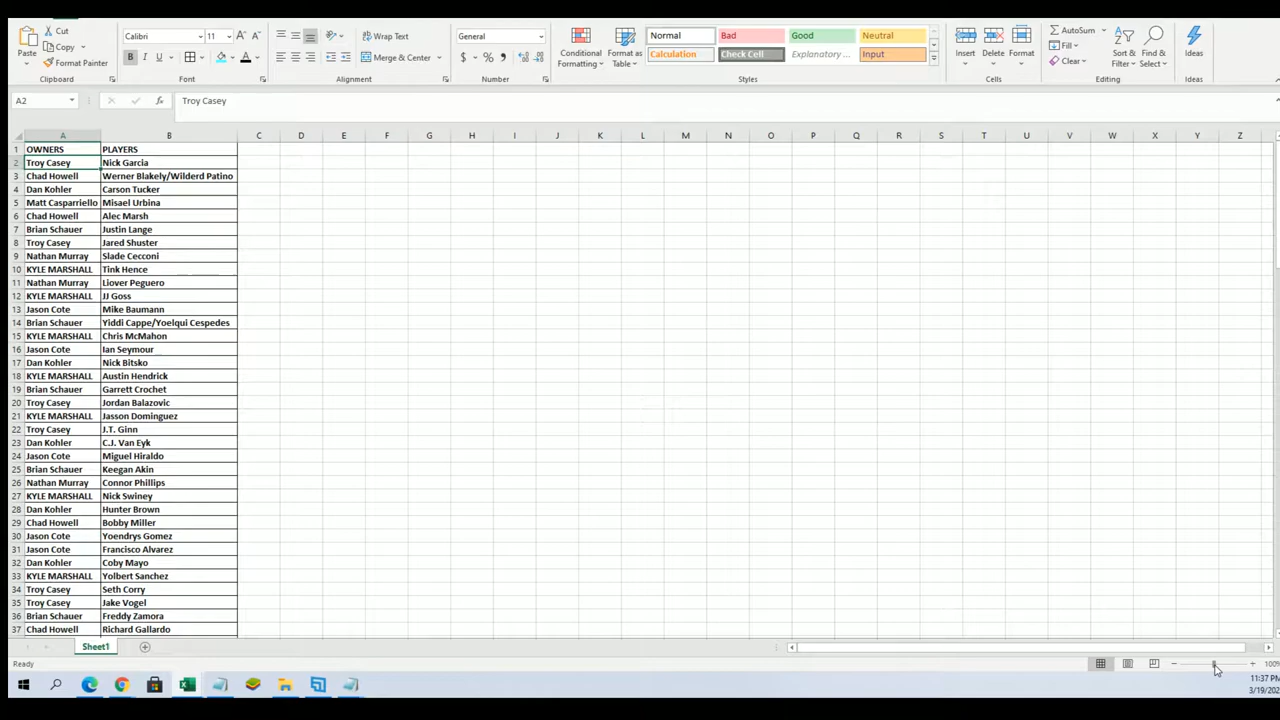 Cut
Copy
Format Painter
Paste
Clipboard
Calibri 11
B I U
Font
Wrap Text
Merge & Center
Alignment
General
$ % 9
Number
Conditional Formatting
Format as Table
Normal Bad Good Neutral
Calculation Check Cell Explanatory ... Input
Styles
Insert Delete Format
Cells
AutoSum
Fill
Clear
Sort & Filter
Find & Select
Editing
Ideas
Ideas
A2 fx Troy Casey
A B C D E F G H I J K L M N O P Q R S T U V W X Y Z
1 OWNERS PLAYERS
2 Troy Casey Nick Garcia
3 Chad Howell Werner Blakely/Wilderd Patino
4 Dan Kohler Carson Tucker
5 Matt Casparriello Misael Urbina
6 Chad Howell Alec Marsh
7 Brian Schauer Justin Lange
8 Troy Casey Jared Shuster
9 Nathan Murray Slade Cecconi
10 KYLE MARSHALL Tink Hence
11 Nathan Murray Liover Peguero
12 KYLE MARSHALL JJ Goss
13 Jason Cote Mike Baumann
14 Brian Schauer Yiddi Cappe/Yoelqui Cespedes
15 KYLE MARSHALL Chris McMahon
16 Jason Cote Ian Seymour
17 Dan Kohler Nick Bitsko
18 KYLE MARSHALL Austin Hendrick
19 Brian Schauer Garrett Crochet
20 Troy Casey Jordan Balazovic
21 KYLE MARSHALL Jasson Dominguez
22 Troy Casey J.T. Ginn
23 Dan Kohler C.J. Van Eyk
24 Jason Cote Miguel Hiraldo
25 Brian Schauer Keegan Akin
26 Nathan Murray Connor Phillips
27 KYLE MARSHALL Nick Swiney
28 Dan Kohler Hunter Brown
29 Chad Howell Bobby Miller
30 Jason Cote Yoendrys Gomez
31 Jason Cote Francisco Alvarez
32 Dan Kohler Coby Mayo
33 KYLE MARSHALL Yolbert Sanchez
34 Troy Casey Seth Corry
35 Troy Casey Jake Vogel
36 Brian Schauer Freddy Zamora
37 Chad Howell Richard Gallardo
Sheet1
Ready 100%
11:37 PM
3/19/202